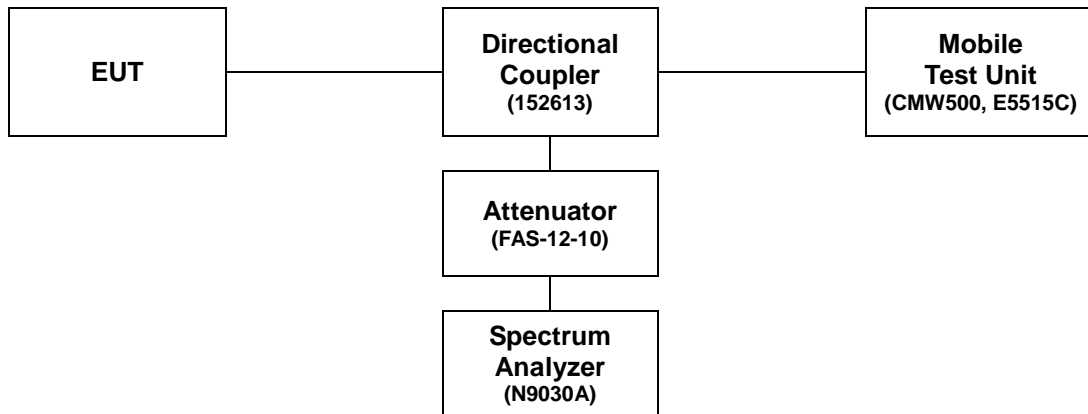 EUT
Directional
Coupler
(152613)
Mobile
Test Unit
(CMW500, E5515C)
Attenuator
(FAS-12-10)
Spectrum
Analyzer
(N9030A)